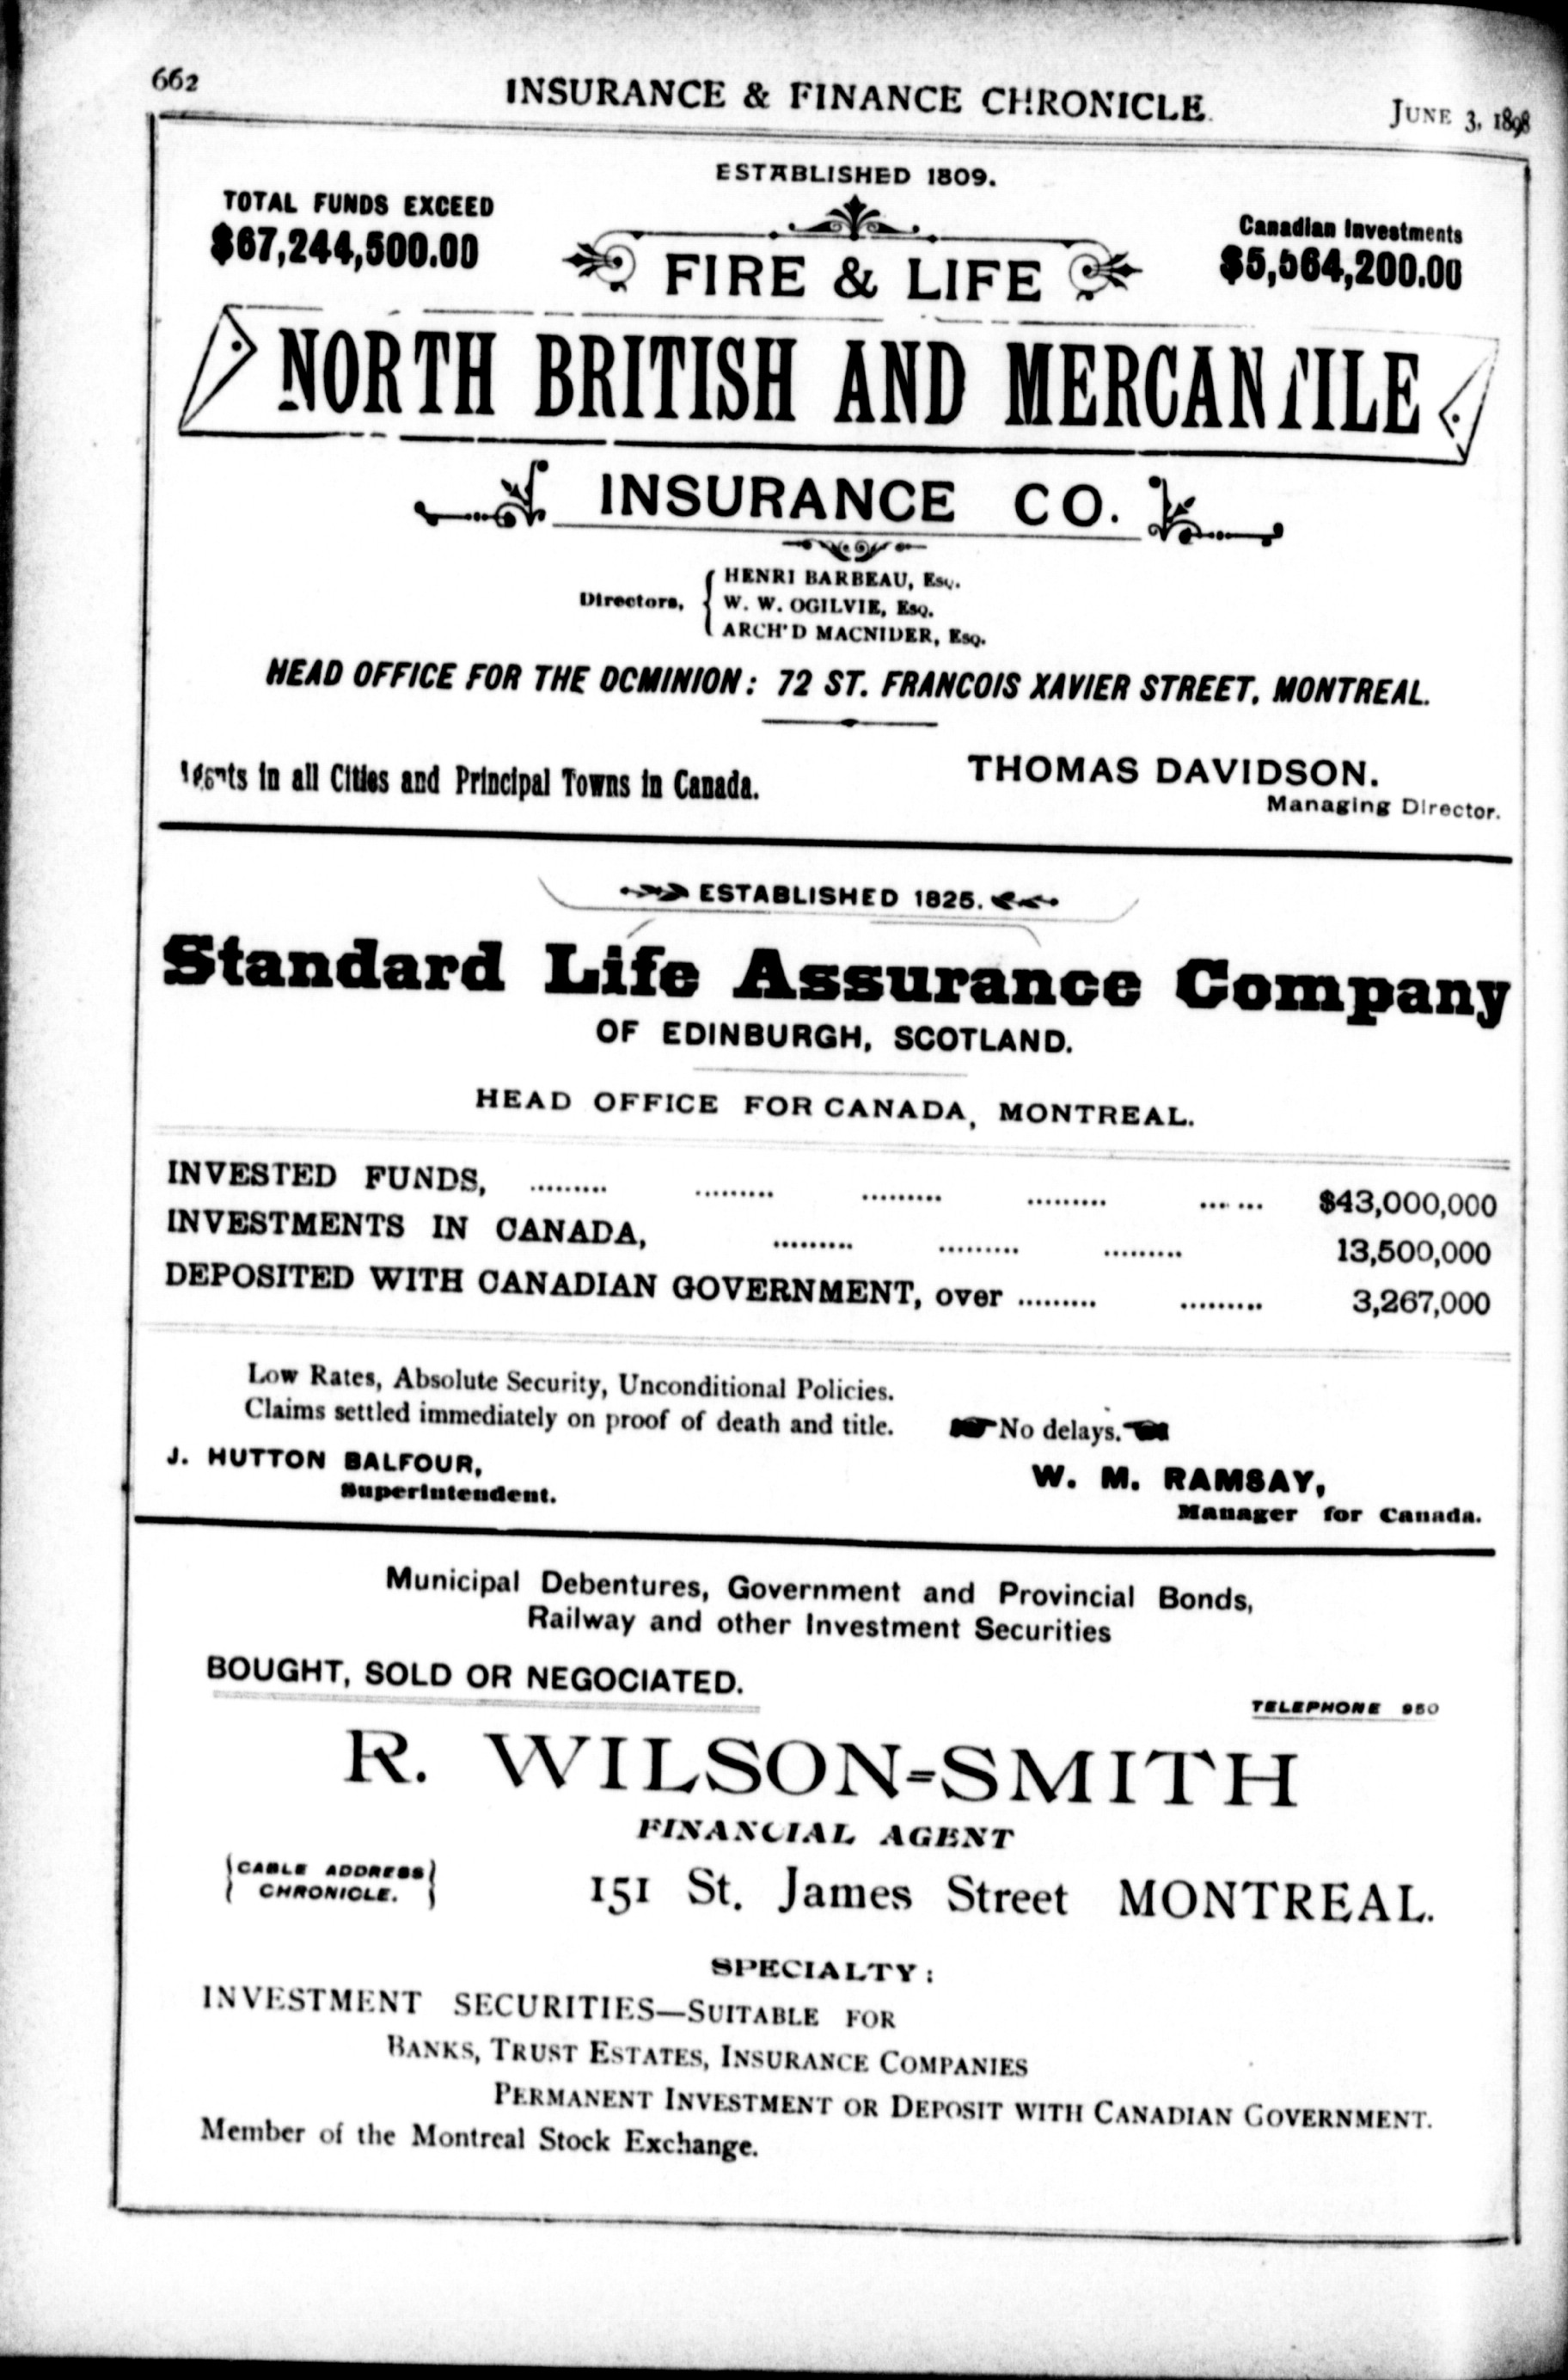 662
INSURANCE & FINANCE CHRONICLE.
JUNE 3, 1898
ESTABLISHED 1809.
TOTAL FUNDS EXCEED
$67,244,500.00
Canadian Investments
$5,564,200.00
FIRE & LIFE
NORTH BRITISH AND MERCANTILE
INSURANCE CO.
Directors,
HENRI BARBEAU, Esq.
W. W. OGILVIE, Esq.
ARCH'D MACNIDER, Esq.
HEAD OFFICE FOR THE DOMINION: 72 ST. FRANCOIS XAVIER STREET, MONTREAL.
Agents in all Cities and Principal Towns in Canada.
THOMAS DAVIDSON.
Managing Director.
ESTABLISHED 1825.
Standard Life Assurance Company
OF EDINBURGH, SCOTLAND.
HEAD OFFICE FOR CANADA, MONTREAL.
INVESTED FUNDS, ......... ......... ......... ......... ...... $43,000,000
INVESTMENTS IN CANADA, ......... ......... ......... 13,500,000
DEPOSITED WITH CANADIAN GOVERNMENT, over ......... ......... 3,267,000
Low Rates, Absolute Security, Unconditional Policies.
Claims settled immediately on proof of death and title. No delays.
J. HUTTON BALFOUR,
Superintendent.
W. M. RAMSAY,
Manager for Canada.
Municipal Debentures, Government and Provincial Bonds,
Railway and other Investment Securities
BOUGHT, SOLD OR NEGOCIATED.
TELEPHONE 950
R. WILSON-SMITH
FINANCIAL AGENT
CABLE ADDRESS
CHRONICLE.
151 St. James Street MONTREAL.
SPECIALTY:
INVESTMENT SECURITIES—SUITABLE FOR
BANKS, TRUST ESTATES, INSURANCE COMPANIES
PERMANENT INVESTMENT OR DEPOSIT WITH CANADIAN GOVERNMENT.
Member of the Montreal Stock Exchange.